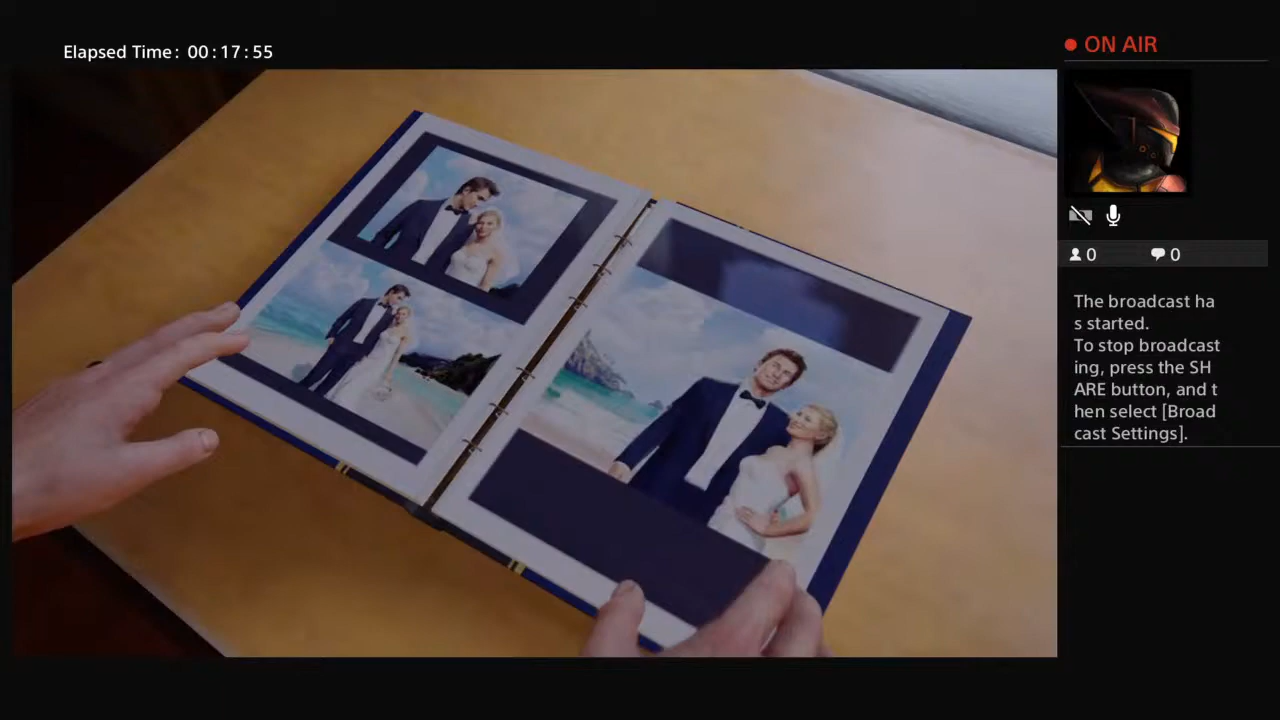 Elapsed Time: 00:17:55
ON AIR
0
0
The broadcast ha
s started.
To stop broadcast
ing, press the SH
ARE button, and t
hen select [Broad
cast Settings].